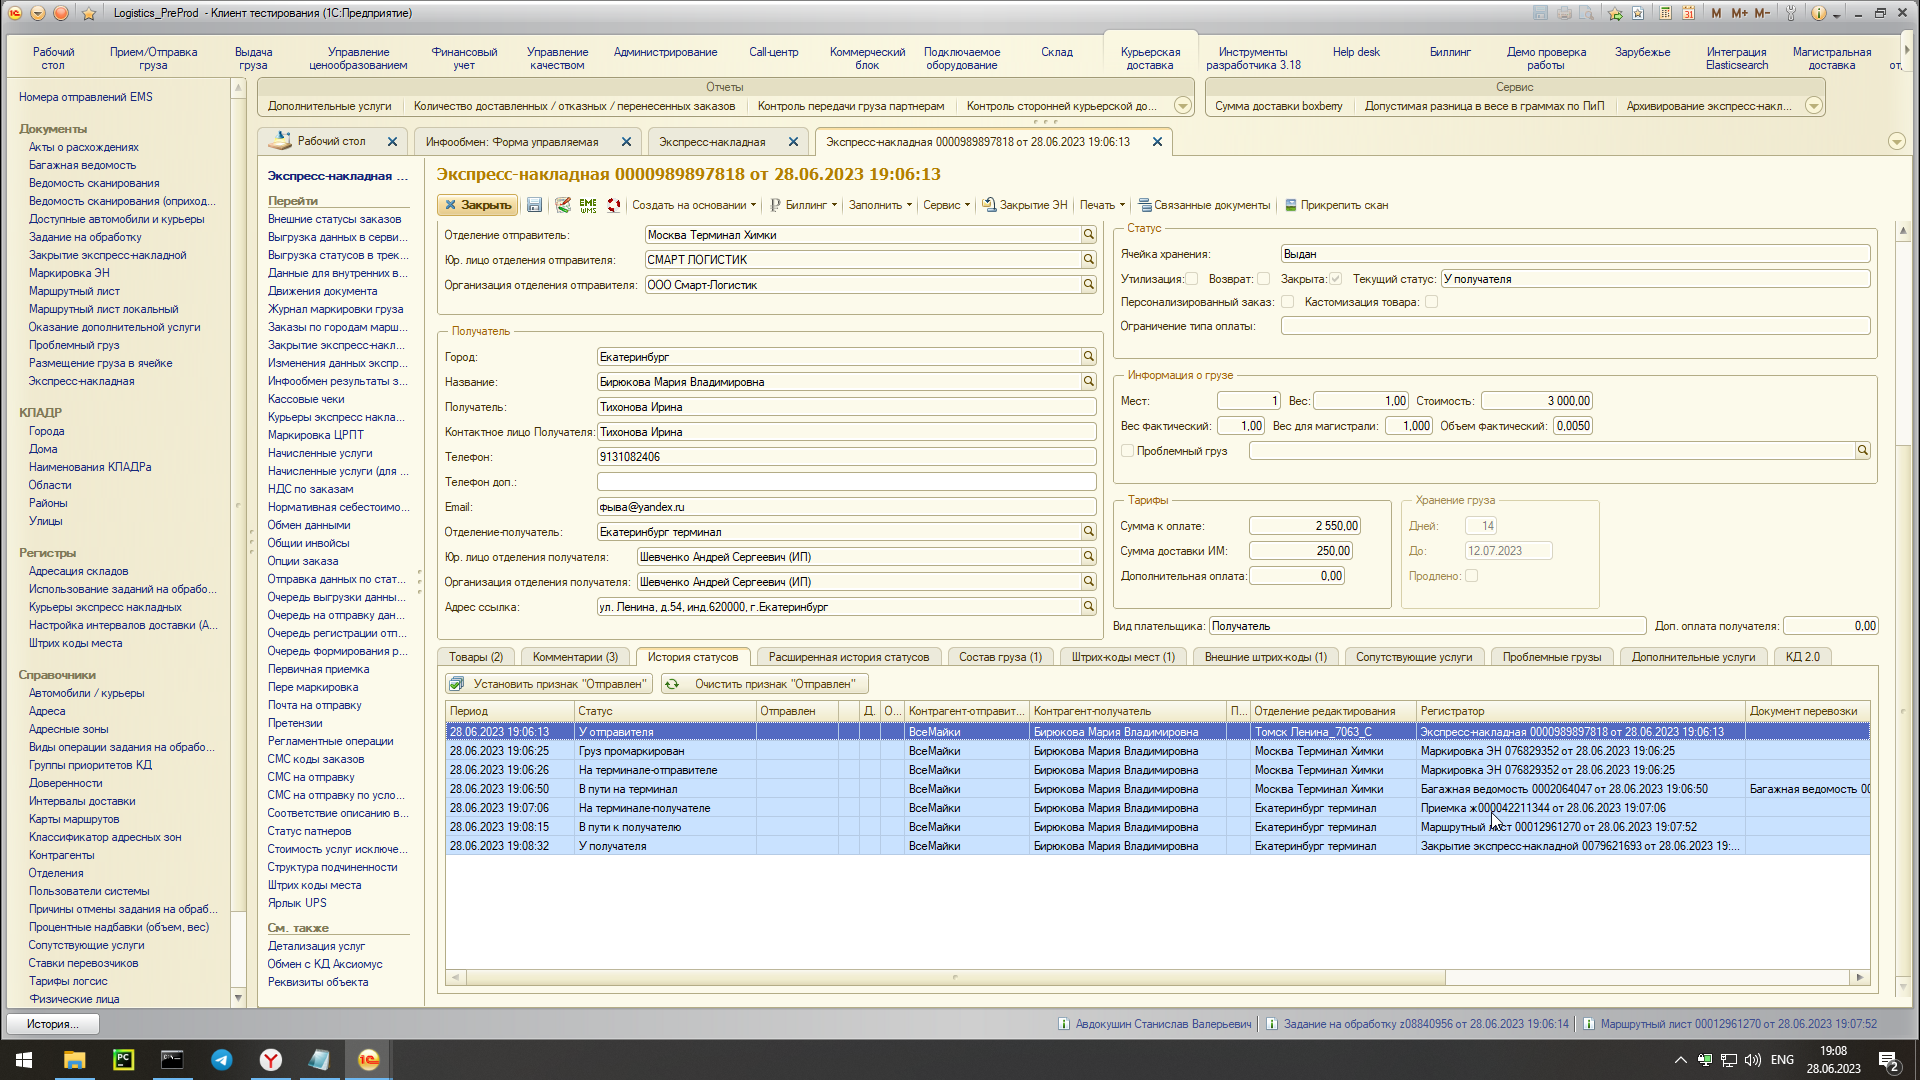 Logistics_PreProd - Клиент тестирования (1С:Предприятие)
M M+ M-
Рабочий стол
Прием/Отправка груза
Выдача груза
Управление ценообразованием
Финансовый учет
Управление качеством
Администрирование
Call-центр
Коммерческий блок
Подключаемое оборудование
Склад
Курьерская доставка
Инструменты разработчика 3.18
Help desk
Биллинг
Демо проверка работы
Зарубежье
Интеграция Elasticsearch
Магистральная доставка
от,
Отчеты
Дополнительные услуги
Количество доставленных / отказных / перенесенных заказов
Контроль передачи груза партнерам
Контроль сторонней курьерской до...
Сервис
Сумма доставки boxberry
Допустимая разница в весе в граммах по ПиП
Архивирование экспресс-накл...
Номера отправлений EMS
Документы
Акты о расхождениях
Багажная ведомость
Ведомость сканирования
Ведомость сканирования (оприход...
Доступные автомобили и курьеры
Задание на обработку
Закрытие экспресс-накладной
Маркировка ЭН
Маршрутный лист
Маршрутный лист локальный
Оказание дополнительной услуги
Проблемный груз
Размещение груза в ячейке
Экспресс-накладная
КЛАДР
Города
Дома
Наименования КЛАДРа
Области
Районы
Улицы
Регистры
Адресация складов
Использование заданий на обрабо...
Курьеры экспресс накладных
Настройка интервалов доставки (А...
Штрих коды места
Справочники
Автомобили / курьеры
Адреса
Адресные зоны
Виды операции задания на обрабо...
Группы приоритетов КД
Доверенности
Интервалы доставки
Карты маршрутов
Классификатор адресных зон
Контрагенты
Отделения
Пользователи системы
Причины отмены задания на обраб...
Процентные надбавки (объем, вес)
Сопутствующие услуги
Ставки перевозчиков
Тарифы логсис
Физические лица
Рабочий стол
Инфообмен: Форма управляемая
Экспресс-накладная
Экспресс-накладная 0000989897818 от 28.06.2023 19:06:13
Экспресс-накладная ...
Перейти
Внешние статусы заказов
Выгрузка данных в серви...
Выгрузка статусов в трек...
Данные для внутренних в...
Движения документа
Журнал маркировки груза
Заказы по городам марш...
Закрытие экспресс-накл...
Изменения данных экспр...
Инфообмен результаты з...
Кассовые чеки
Курьеры экспресс накла...
Маркировка ЦРПТ
Начисленные услуги
Начисленные услуги (для ...
НДС по заказам
Нормативная себестоимо...
Обмен данными
Общии инвойсы
Опции заказа
Отправка данных по стат...
Очередь выгрузки данны...
Очередь на отправку дан...
Очередь регистрации отп...
Очередь формирования р...
Первичная приемка
Пере маркировка
Почта на отправку
Претензии
Регламентные операции
СМС коды заказов
СМС на отправку
СМС на отправку по усло...
Соответствие описанию в...
Статус патнеров
Стоимость услуг исключе...
Структура подчиненности
Штрих коды места
Ярлык UPS
См. также
Детализация услуг
Обмен с КД Аксиомус
Реквизиты объекта
Экспресс-накладная 0000989897818 от 28.06.2023 19:06:13
Закрыть
EME WMS
Создать на основании
Биллинг
Заполнить
Сервис
Закрытие ЭН
Печать
Связанные документы
Прикрепить скан
Отделение отправитель: Москва Терминал Химки
Юр. лицо отделения отправителя: СМАРТ ЛОГИСТИК
Организация отделения отправителя: ООО Смарт-Логистик
Получатель
Город: Екатеринбург
Название: Бирюкова Мария Владимировна
Получатель: Тихонова Ирина
Контактное лицо Получателя: Тихонова Ирина
Телефон: 9131082406
Телефон доп.:
Email: фыва@yandex.ru
Отделение-получатель: Екатеринбург терминал
Юр. лицо отделения получателя: Шевченко Андрей Сергеевич (ИП)
Организация отделения получателя: Шевченко Андрей Сергеевич (ИП)
Адрес ссылка: ул. Ленина, д.54, инд.620000, г.Екатеринбург
Статус
Ячейка хранения: Выдан
Утилизация: Возврат: Закрыта: Текущий статус: У получателя
Персонализированный заказ: Кастомизация товара:
Ограничение типа оплаты:
Информация о грузе
Мест: 1 Вес: 1,00 Стоимость: 3 000,00
Вес фактический: 1,00 Вес для магистрали: 1,000 Объем фактический: 0,0050
Проблемный груз
Тарифы
Сумма к оплате: 2 550,00
Сумма доставки ИМ: 250,00
Дополнительная оплата: 0,00
Хранение груза
Дней: 14
До: 12.07.2023
Продлено:
Вид плательщика: Получатель Доп. оплата получателя: 0,00
Товары (2)
Комментарии (3)
История статусов
Расширенная история статусов
Состав груза (1)
Штрих-коды мест (1)
Внешние штрих-коды (1)
Сопутствующие услуги
Проблемные грузы
Дополнительные услуги
КД 2.0
Установить признак "Отправлен"
Очистить признак "Отправлен"
Период Статус Отправлен Д. О... Контрагент-отправит... Контрагент-получатель П... Отделение редактирования Регистратор Документ перевозки
28.06.2023 19:06:13 У отправителя ВсеМайки Бирюкова Мария Владимировна Томск Ленина_7063_С Экспресс-накладная 0000989897818 от 28.06.2023 19:06:13
28.06.2023 19:06:25 Груз промаркирован ВсеМайки Бирюкова Мария Владимировна Москва Терминал Химки Маркировка ЭН 076829352 от 28.06.2023 19:06:25
28.06.2023 19:06:26 На терминале-отправителе ВсеМайки Бирюкова Мария Владимировна Москва Терминал Химки Маркировка ЭН 076829352 от 28.06.2023 19:06:25
28.06.2023 19:06:50 В пути на терминал ВсеМайки Бирюкова Мария Владимировна Москва Терминал Химки Багажная ведомость 0002064047 от 28.06.2023 19:06:50 Багажная ведомость 00
28.06.2023 19:07:06 На терминале-получателе ВсеМайки Бирюкова Мария Владимировна Екатеринбург терминал Приемка ж000042211344 от 28.06.2023 19:07:06
28.06.2023 19:08:15 В пути к получателю ВсеМайки Бирюкова Мария Владимировна Екатеринбург терминал Маршрутный лист 00012961270 от 28.06.2023 19:07:52
28.06.2023 19:08:32 У получателя ВсеМайки Бирюкова Мария Владимировна Екатеринбург терминал Закрытие экспресс-накладной 0079621693 от 28.06.2023 19:...
История...
Авдокушин Станислав Валерьевич
Задание на обработку z08840956 от 28.06.2023 19:06:14
Маршрутный лист 00012961270 от 28.06.2023 19:07:52
ENG
19:08
28.06.2023
2